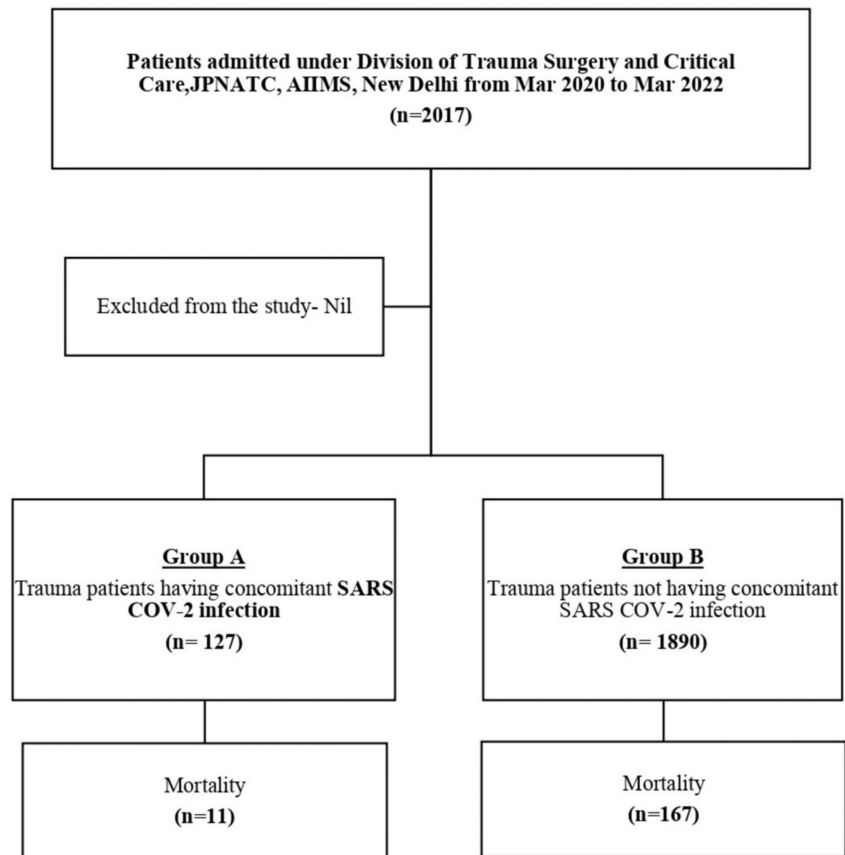 Patients admitted under Division of Trauma Surgery and Critical
Care,JPNATC, AIIMS, New Delhi from Mar 2020 to Mar 2022
(n=2017)
Excluded from the study- Nil
Group A
Trauma patients having concomitant SARS
COV-2 infection
(n= 127)
Group B
Trauma patients not having concomitant
SARS COV-2 infection
(n= 1890)
Mortality
(n=11)
Mortality
(n=167)